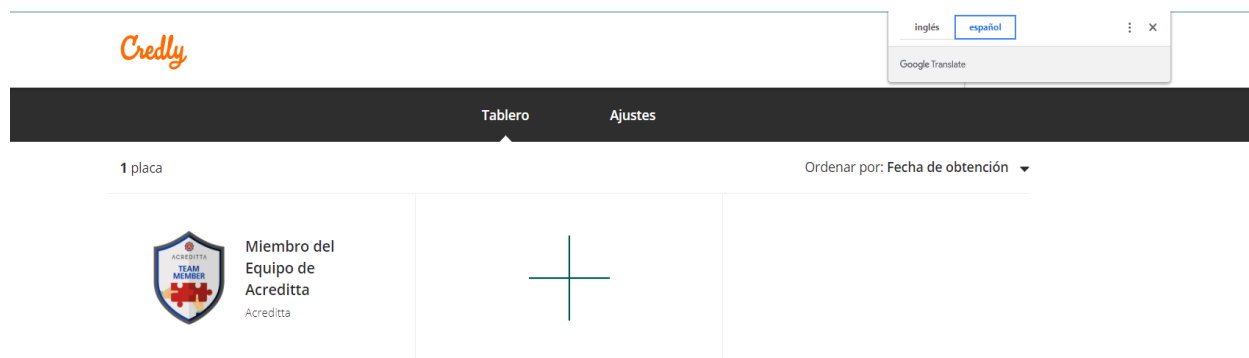 inglés español
Google Translate
Credly
Tablero Ajustes
1 placa Ordenar por: Fecha de obtención
ACREDITTA
TEAM
MEMBER
Miembro del
Equipo de
Acreditta
Acreditta